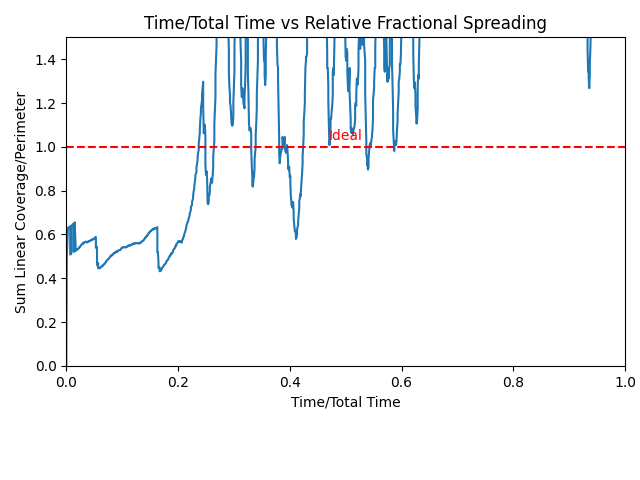 Time/Total Time vs Relative Fractional Spreading
Sum Linear Coverage/Perimeter
1.4
1.2
1.0
0.8
0.6
0.4
0.2
0.0
Ideal
0.0 0.2 0.4 0.6 0.8 1.0
Time/Total Time